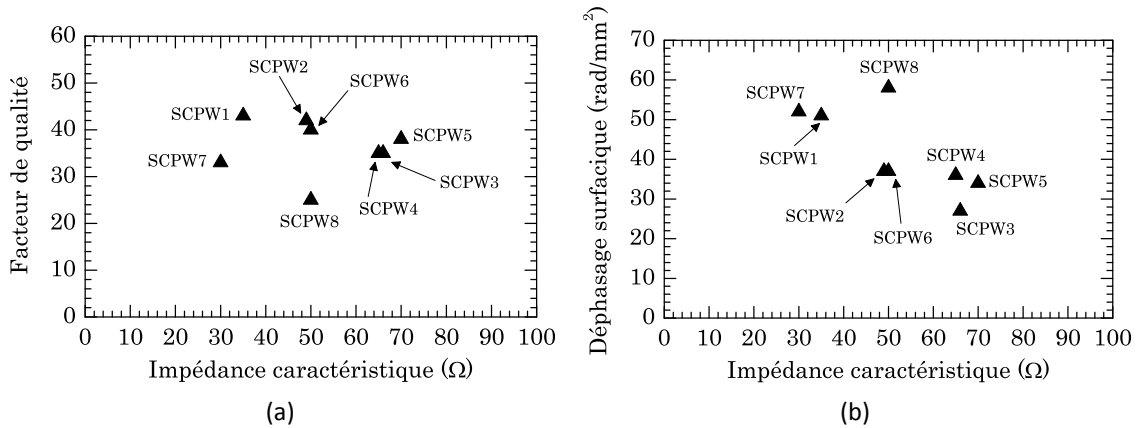 60
50
40
30
20
10
0
Facteur de qualité
SCPW2
SCPW6
SCPW1
SCPW5
SCPW7
SCPW3
SCPW4
SCPW8
0 10 20 30 40 50 60 70 80 90 100
Impédance caractéristique (Ω)
(a)
70
60
50
40
30
20
10
0
Déphasage surfacique (rad/mm²)
SCPW8
SCPW7
SCPW1
SCPW4
SCPW5
SCPW2
SCPW6
SCPW3
0 10 20 30 40 50 60 70 80 90 100
Impédance caractéristique (Ω)
(b)